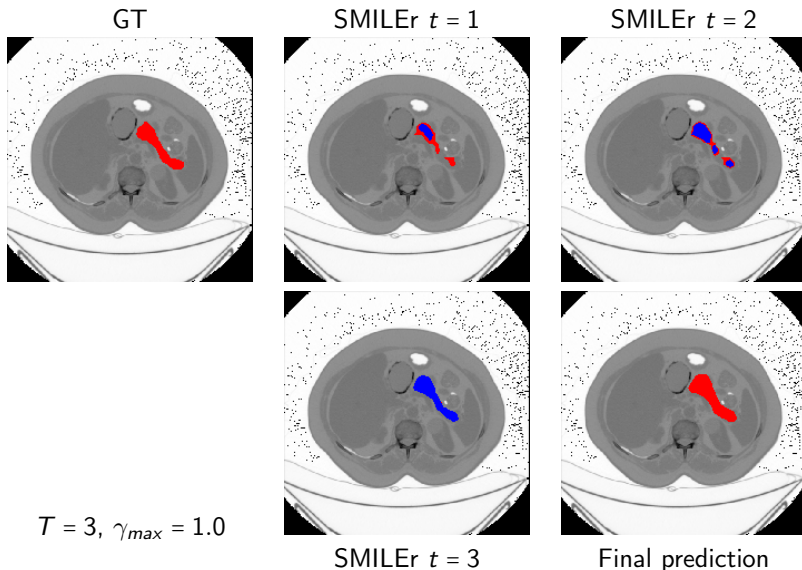 GT
SMILEr t = 1
SMILEr t = 2
T = 3, γmax = 1.0
SMILEr t = 3
Final prediction